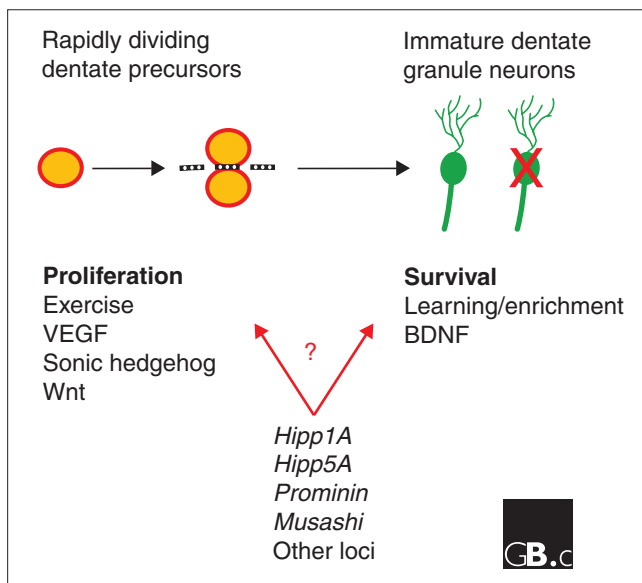 Rapidly dividing
dentate precursors
Immature dentate
granule neurons
Proliferation
Exercise
VEGF
Sonic hedgehog
Wnt
Survival
Learning/enrichment
BDNF
?
Hipp1A
Hipp5A
Prominin
Musashi
Other loci
GB.c